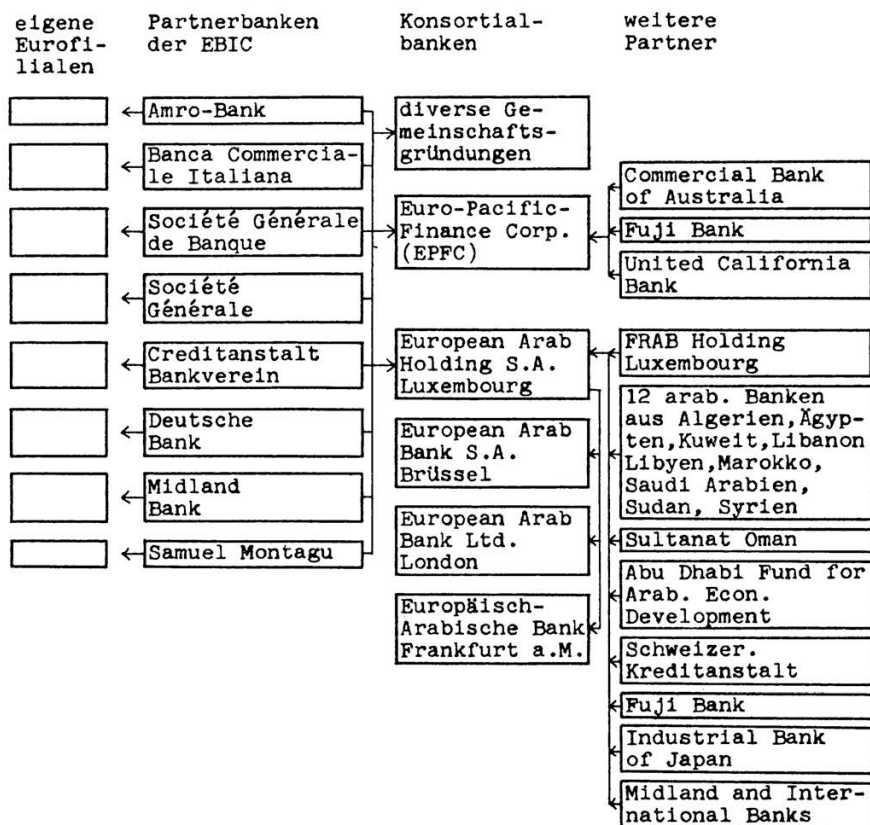 eigene
Eurofi-
lialen
Partnerbanken
der EBIC
Konsortial-
banken
weitere
Partner
Amro-Bank
Banca Commercia-
le Italiana
Société Générale
de Banque
Société
Générale
Creditanstalt
Bankverein
Deutsche
Bank
Midland
Bank
Samuel Montagu
diverse Ge-
meinschafts-
gründungen
Euro-Pacific-
Finance Corp.
(EPFC)
European Arab
Holding S.A.
Luxembourg
European Arab
Bank S.A.
Brüssel
European Arab
Bank Ltd.
London
Europäisch-
Arabische Bank
Frankfurt a.M.
Commercial Bank
of Australia
Fuji Bank
United California
Bank
FRAB Holding
Luxembourg
12 arab. Banken
aus Algerien,Ägyp-
ten,Kuweit,Libanon
Libyen,Marokko,
Saudi Arabien,
Sudan, Syrien
Sultanat Oman
Abu Dhabi Fund for
Arab. Econ.
Development
Schweizer.
Kreditanstalt
Fuji Bank
Industrial Bank
of Japan
Midland and Inter-
national Banks